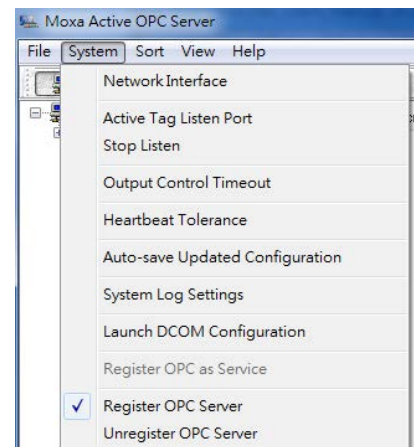 Moxa Active OPC Server
File System Sort View Help
Network Interface
Active Tag Listen Port
Stop Listen
Output Control Timeout
Heartbeat Tolerance
Auto-save Updated Configuration
System Log Settings
Launch DCOM Configuration
Register OPC as Service
Register OPC Server
Unregister OPC Server